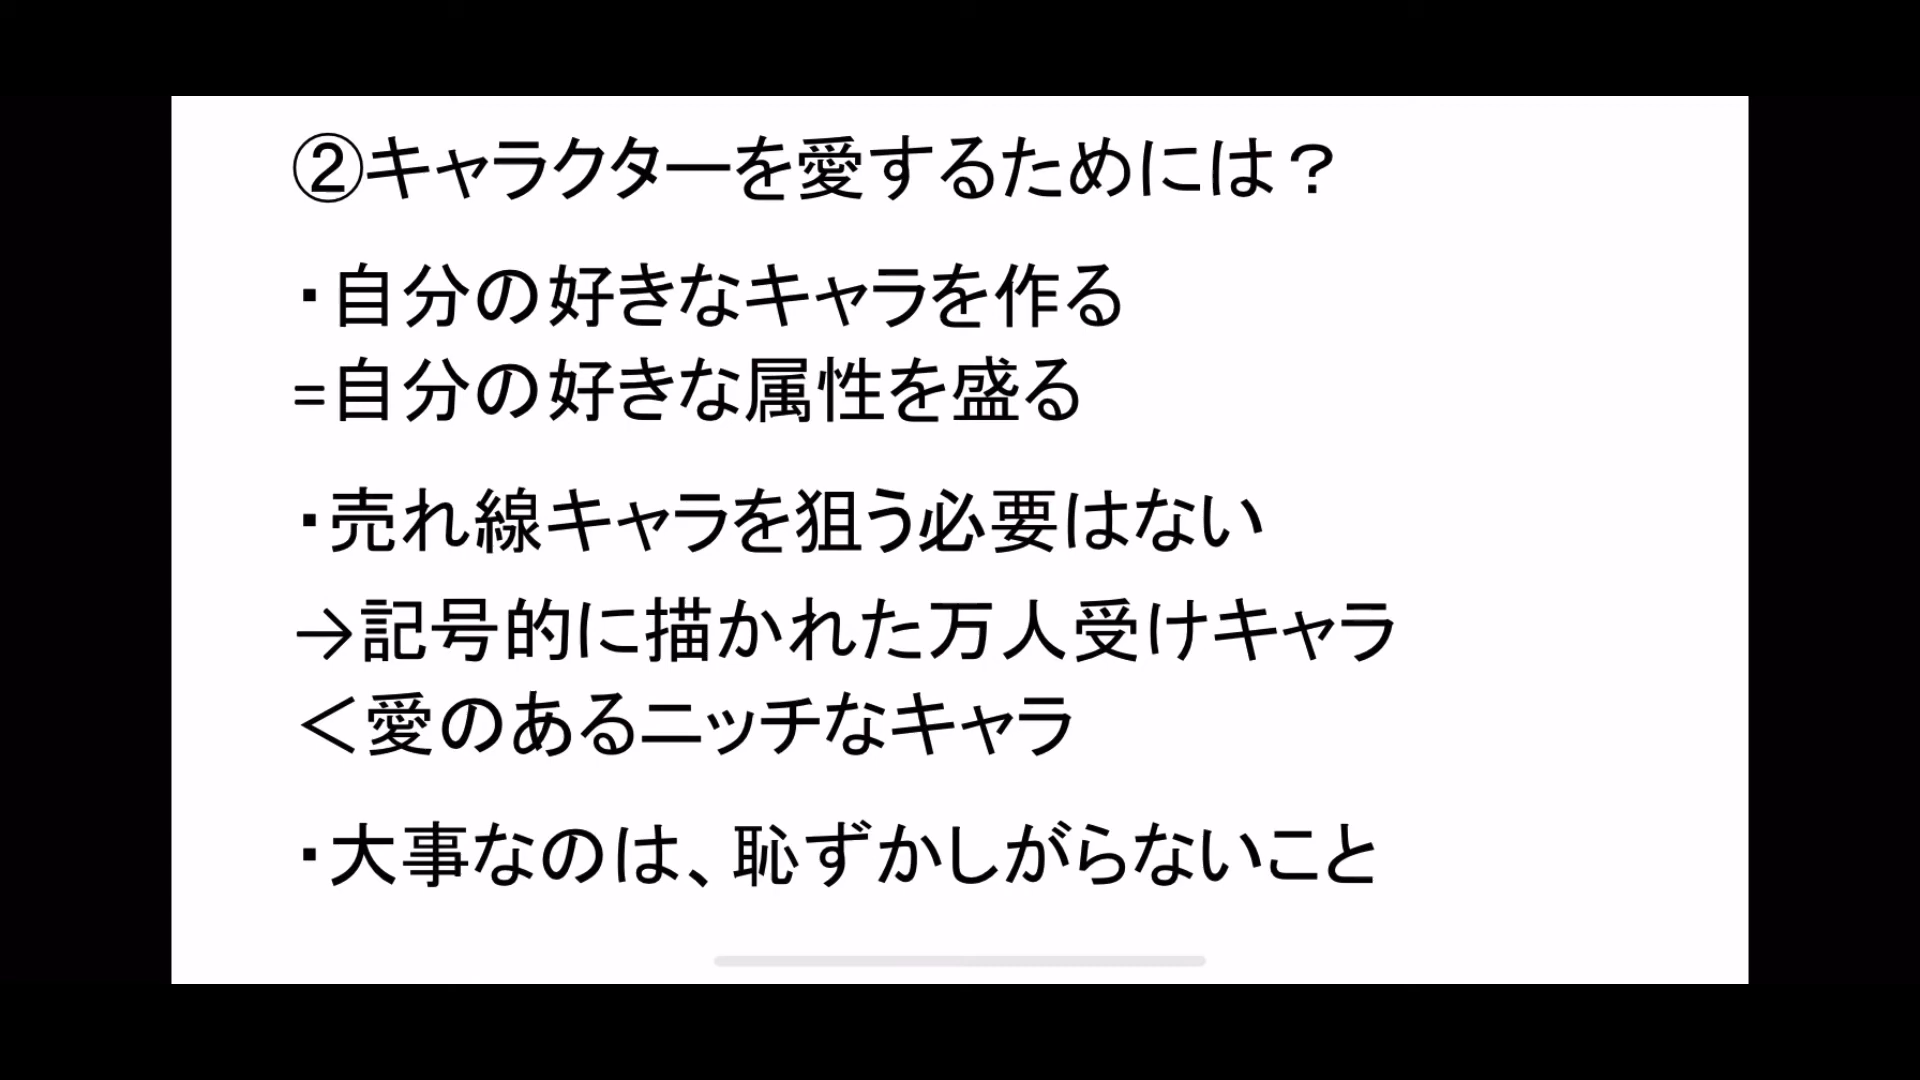 ②キャラクターを愛するためには？
・自分の好きなキャラを作る
=自分の好きな属性を盛る
・売れ線キャラを狙う必要はない
→記号的に描かれた万人受けキャラ
＜愛のあるニッチなキャラ
・大事なのは、恥ずかしがらないこと